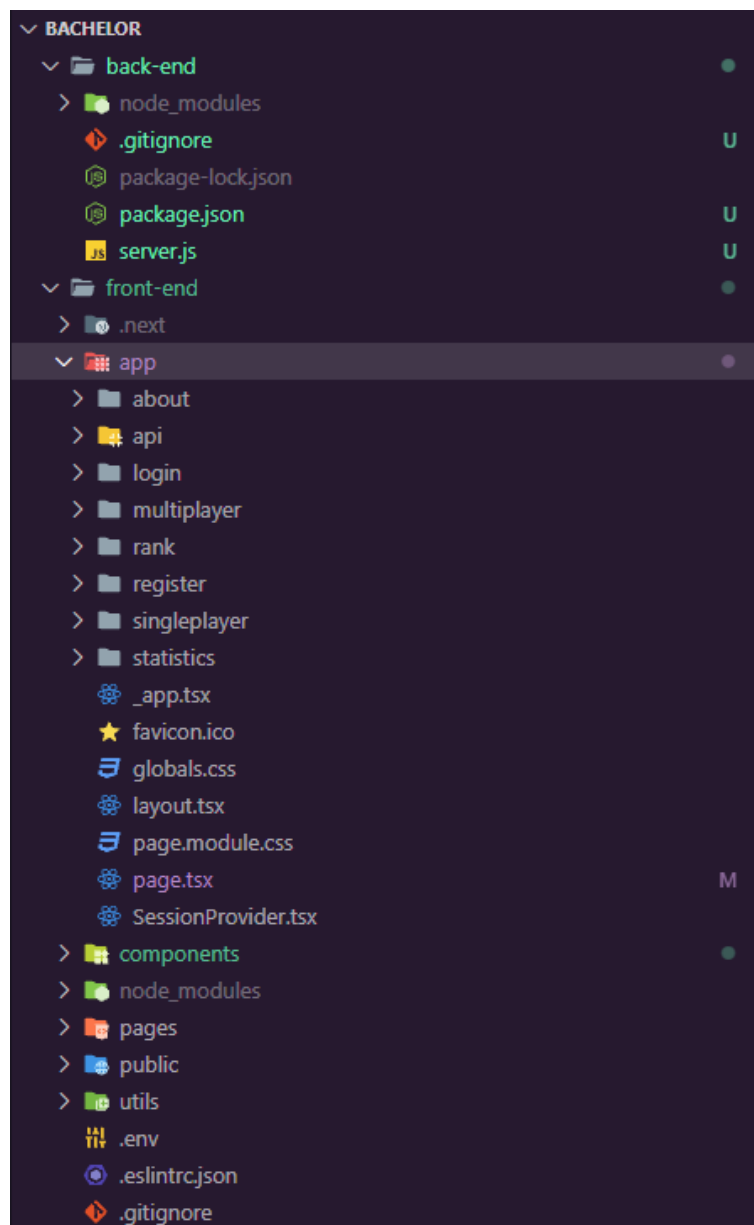 BACHELOR
back-end
node_modules
.gitignore U
package-lock.json
package.json U
JS server.js U
front-end
.next
app
about
api
login
multiplayer
rank
register
singleplayer
statistics
_app.tsx
favicon.ico
globals.css
layout.tsx
page.module.css
page.tsx M
SessionProvider.tsx
components
node_modules
pages
public
utils
.env
.eslintrc.json
.gitignore